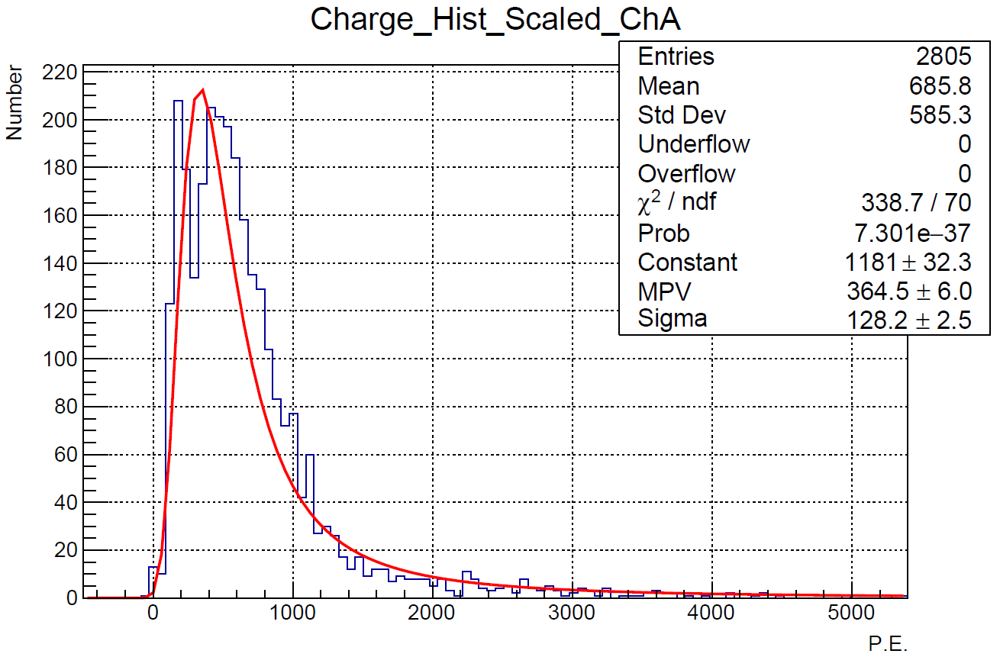 Charge_Hist_Scaled_ChA
Entries 2805
Mean 685.8
Std Dev 585.3
Underflow 0
Overflow 0
χ² / ndf 338.7 / 70
Prob 7.301e−37
Constant 1181 ± 32.3
MPV 364.5 ± 6.0
Sigma 128.2 ± 2.5
Number
220
200
180
160
140
120
100
80
60
40
20
0
0 1000 2000 3000 4000 5000
P.E.